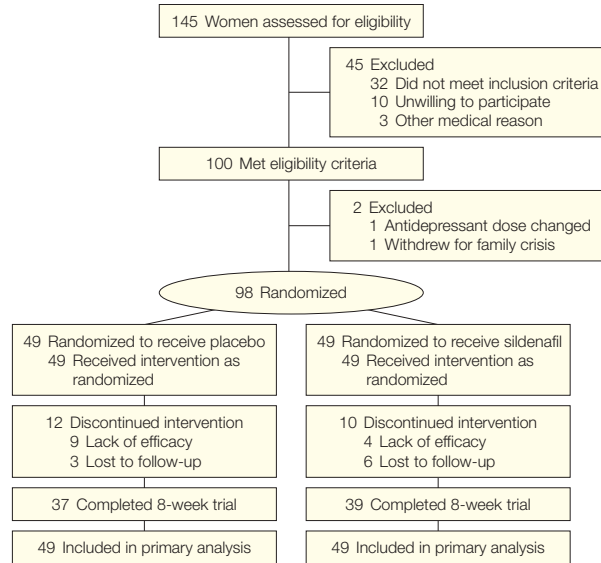 145 Women assessed for eligibility
45 Excluded
32 Did not meet inclusion criteria
10 Unwilling to participate
3 Other medical reason
100 Met eligibility criteria
2 Excluded
1 Antidepressant dose changed
1 Withdrew for family crisis
98 Randomized
49 Randomized to receive placebo
49 Received intervention as
randomized
49 Randomized to receive sildenafil
49 Received intervention as
randomized
12 Discontinued intervention
9 Lack of efficacy
3 Lost to follow-up
10 Discontinued intervention
4 Lack of efficacy
6 Lost to follow-up
37 Completed 8-week trial
39 Completed 8-week trial
49 Included in primary analysis
49 Included in primary analysis